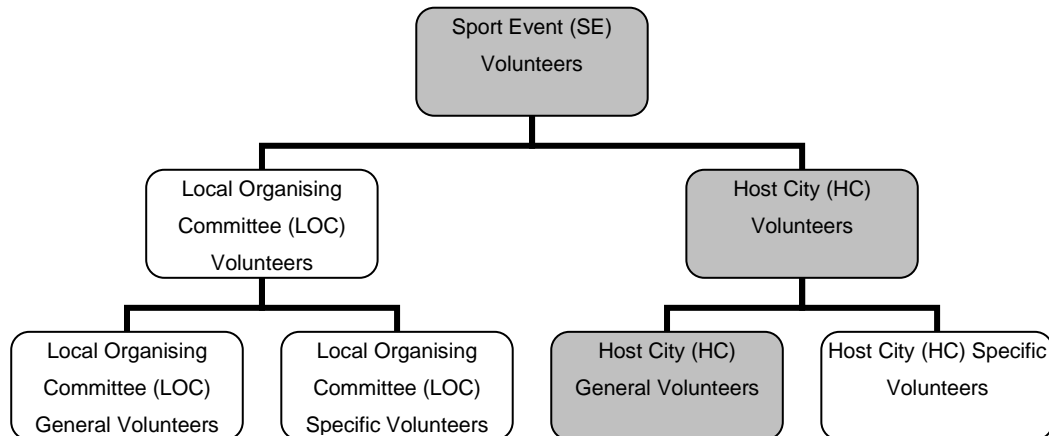 Sport Event (SE)
Volunteers
Local Organising
Committee (LOC)
Volunteers
Host City (HC)
Volunteers
Local Organising
Committee (LOC)
General Volunteers
Local Organising
Committee (LOC)
Specific Volunteers
Host City (HC)
General Volunteers
Host City (HC) Specific
Volunteers